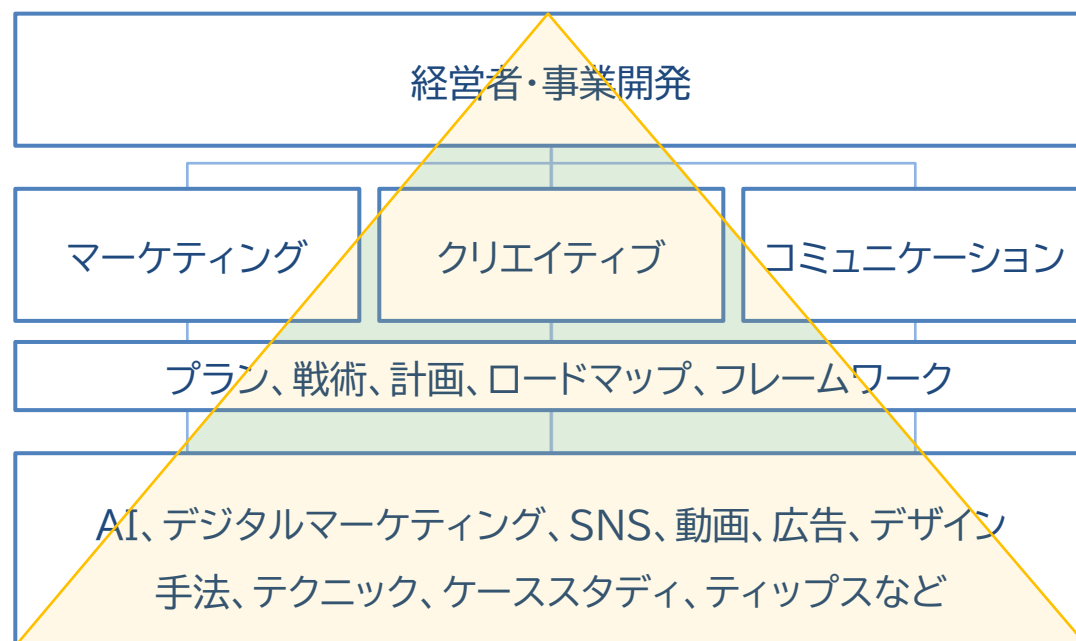 経営者・事業開発
マーケティング
クリエイティブ
コミュニケーション
プラン、戦術、計画、ロードマップ、フレームワーク
AI、デジタルマーケティング、SNS、動画、広告、デザイン
手法、テクニック、ケーススタディ、ティップスなど